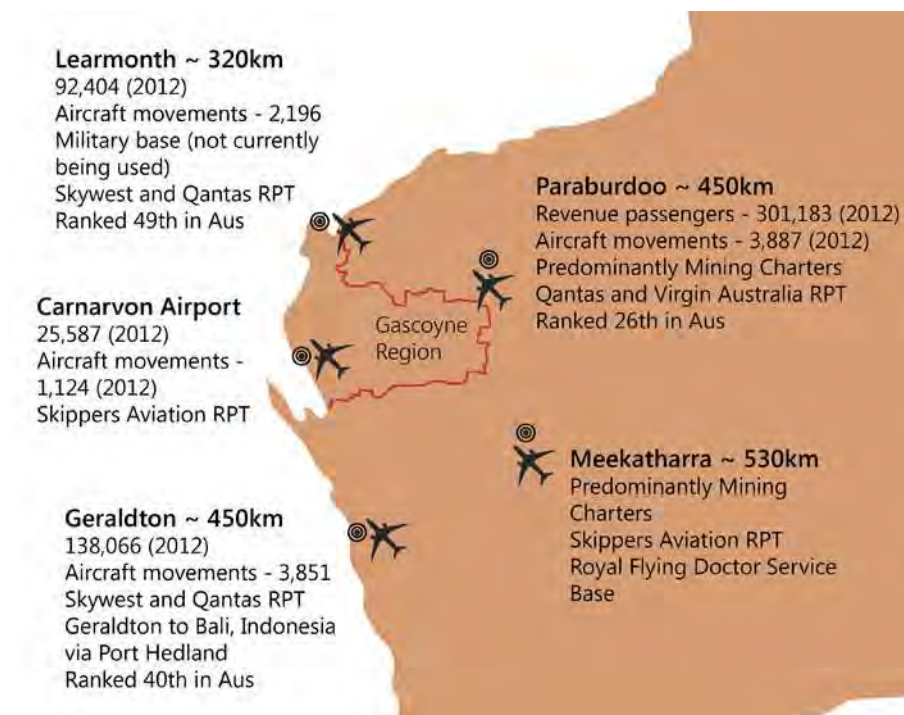 Learmonth ~ 320km
92,404 (2012)
Aircraft movements - 2,196
Military base (not currently
being used)
Skywest and Qantas RPT
Ranked 49th in Aus
Paraburdoo ~ 450km
Revenue passengers - 301,183 (2012)
Aircraft movements - 3,887 (2012)
Predominantly Mining Charters
Qantas and Virgin Australia RPT
Ranked 26th in Aus
Carnarvon Airport
25,587 (2012)
Aircraft movements -
1,124 (2012)
Skippers Aviation RPT
Gascoyne
Region
Meekatharra ~ 530km
Predominantly Mining
Charters
Skippers Aviation RPT
Royal Flying Doctor Service
Base
Geraldton ~ 450km
138,066 (2012)
Aircraft movements - 3,851
Skywest and Qantas RPT
Geraldton to Bali, Indonesia
via Port Hedland
Ranked 40th in Aus